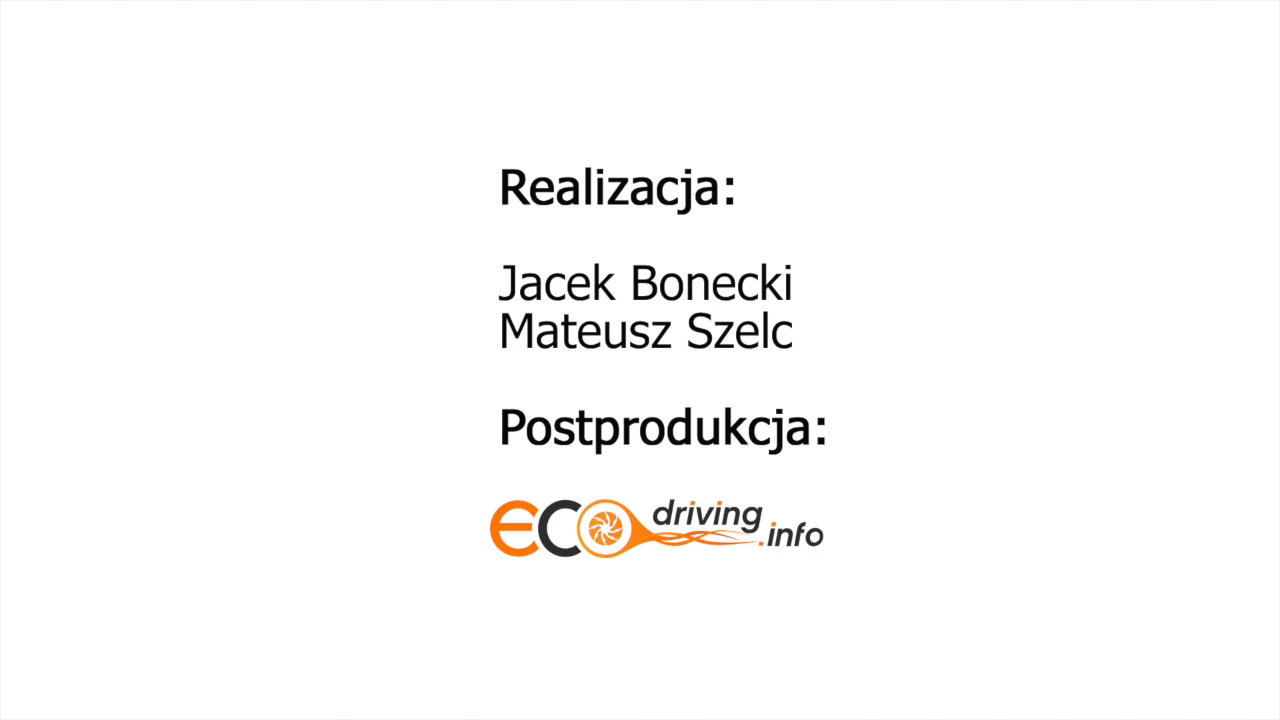 Realizacja:
Jacek Bonecki
Mateusz Szelc
Postprodukcja:
eco driving.info